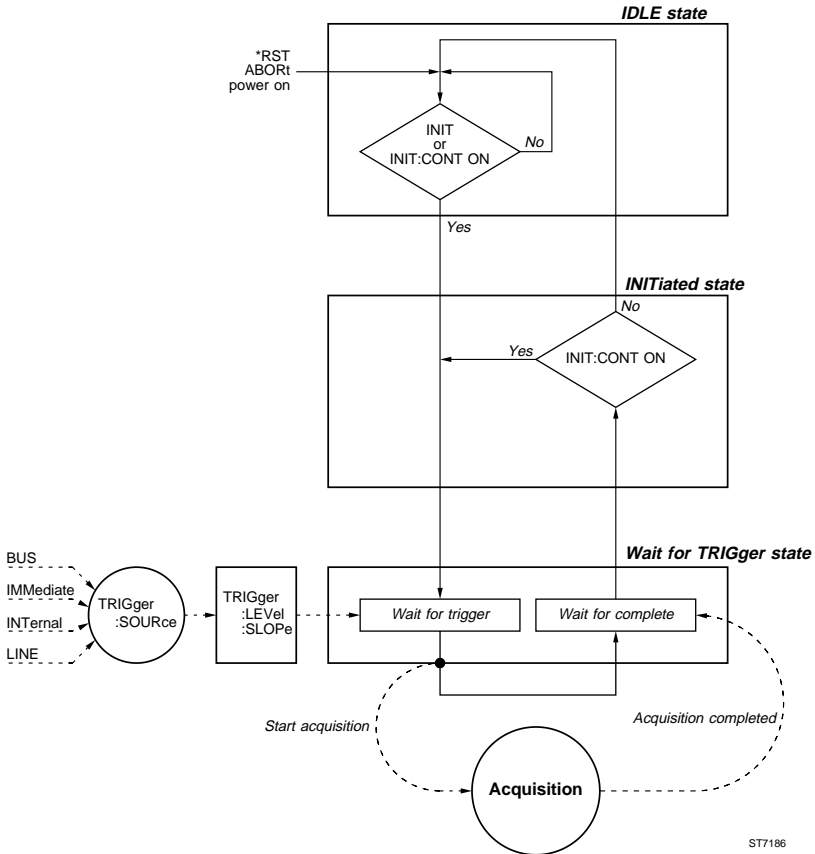 IDLE state
*RST
ABORt
power on
INIT
or
INIT:CONT ON
No
Yes
INITiated state
No
Yes
INIT:CONT ON
Wait for TRIGger state
BUS
IMMediate
INTernal
LINE
TRIGger
:SOURce
TRIGger
:LEVel
:SLOPe
Wait for trigger
Wait for complete
Start acquisition
Acquisition completed
Acquisition
ST7186